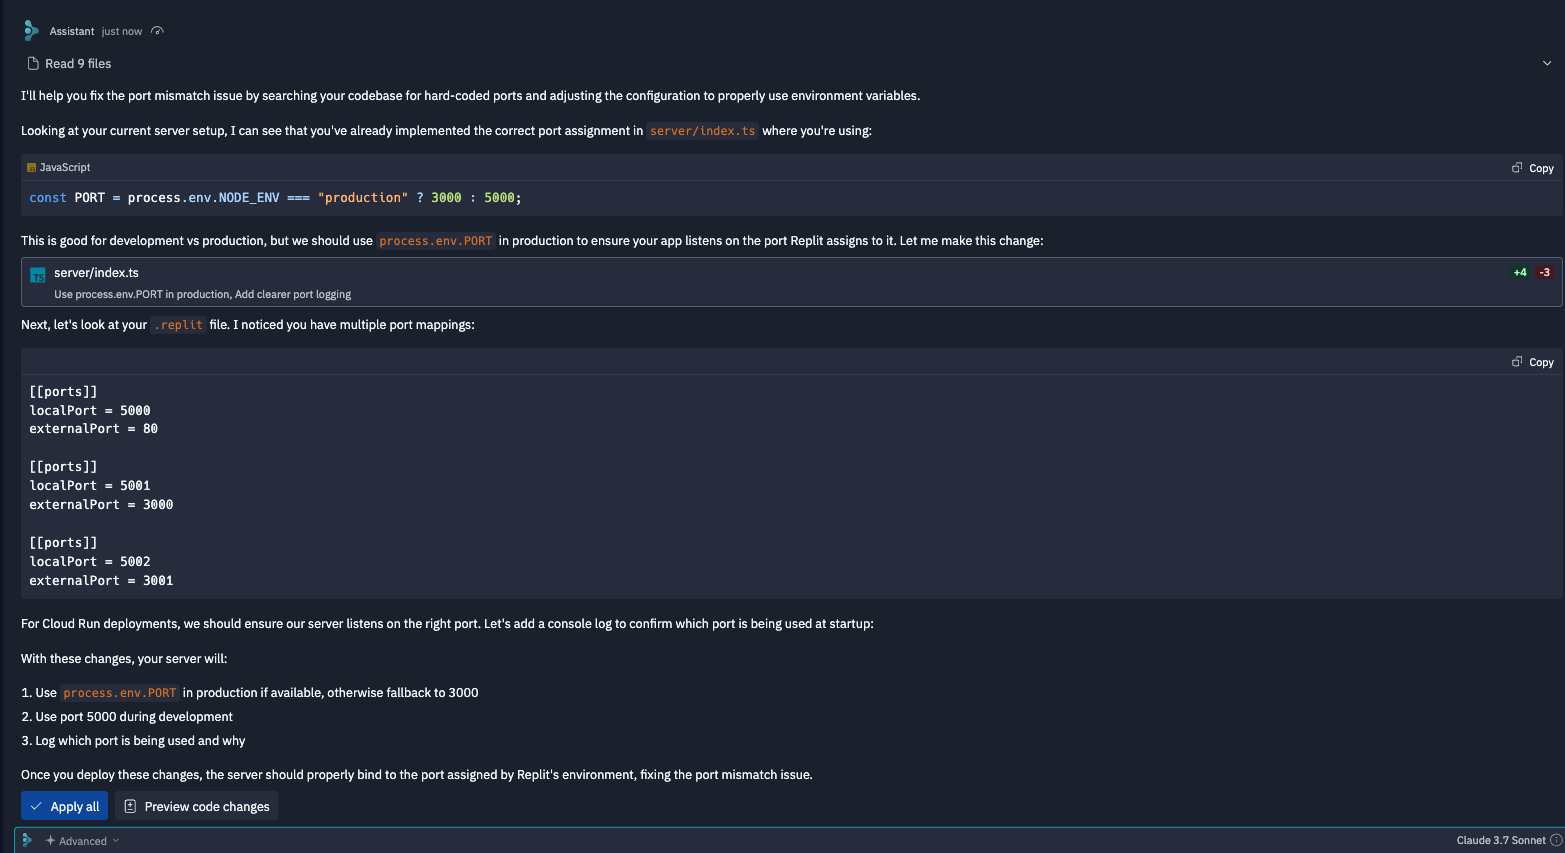 Assistant just now
Read 9 files
I'll help you fix the port mismatch issue by searching your codebase for hard-coded ports and adjusting the configuration to properly use environment variables.
Looking at your current server setup, I can see that you've already implemented the correct port assignment in server/index.ts where you're using:
JavaScript Copy
const PORT = process.env.NODE_ENV === "production" ? 3000 : 5000;
This is good for development vs production, but we should use process.env.PORT in production to ensure your app listens on the port Replit assigns to it. Let me make this change:
TS server/index.ts +4 -3
Use process.env.PORT in production, Add clearer port logging
Next, let's look at your .replit file. I noticed you have multiple port mappings:
Copy
[[ports]]
localPort = 5000
externalPort = 80
[[ports]]
localPort = 5001
externalPort = 3000
[[ports]]
localPort = 5002
externalPort = 3001
For Cloud Run deployments, we should ensure our server listens on the right port. Let's add a console log to confirm which port is being used at startup:
With these changes, your server will:
1. Use process.env.PORT in production if available, otherwise fallback to 3000
2. Use port 5000 during development
3. Log which port is being used and why
Once you deploy these changes, the server should properly bind to the port assigned by Replit's environment, fixing the port mismatch issue.
Apply all Preview code changes
Advanced Claude 3.7 Sonnet